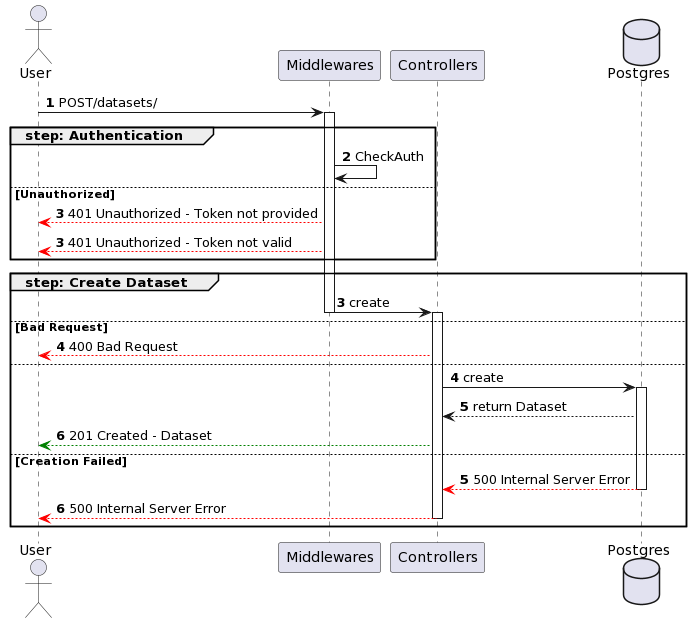 User
Middlewares
Controllers
Postgres
1 POST/datasets/
step: Authentication
2 CheckAuth
[Unauthorized]
3 401 Unauthorized - Token not provided
3 401 Unauthorized - Token not valid
step: Create Dataset
3 create
[Bad Request]
4 400 Bad Request
4 create
5 return Dataset
6 201 Created - Dataset
[Creation Failed]
5 500 Internal Server Error
6 500 Internal Server Error
User
Middlewares
Controllers
Postgres